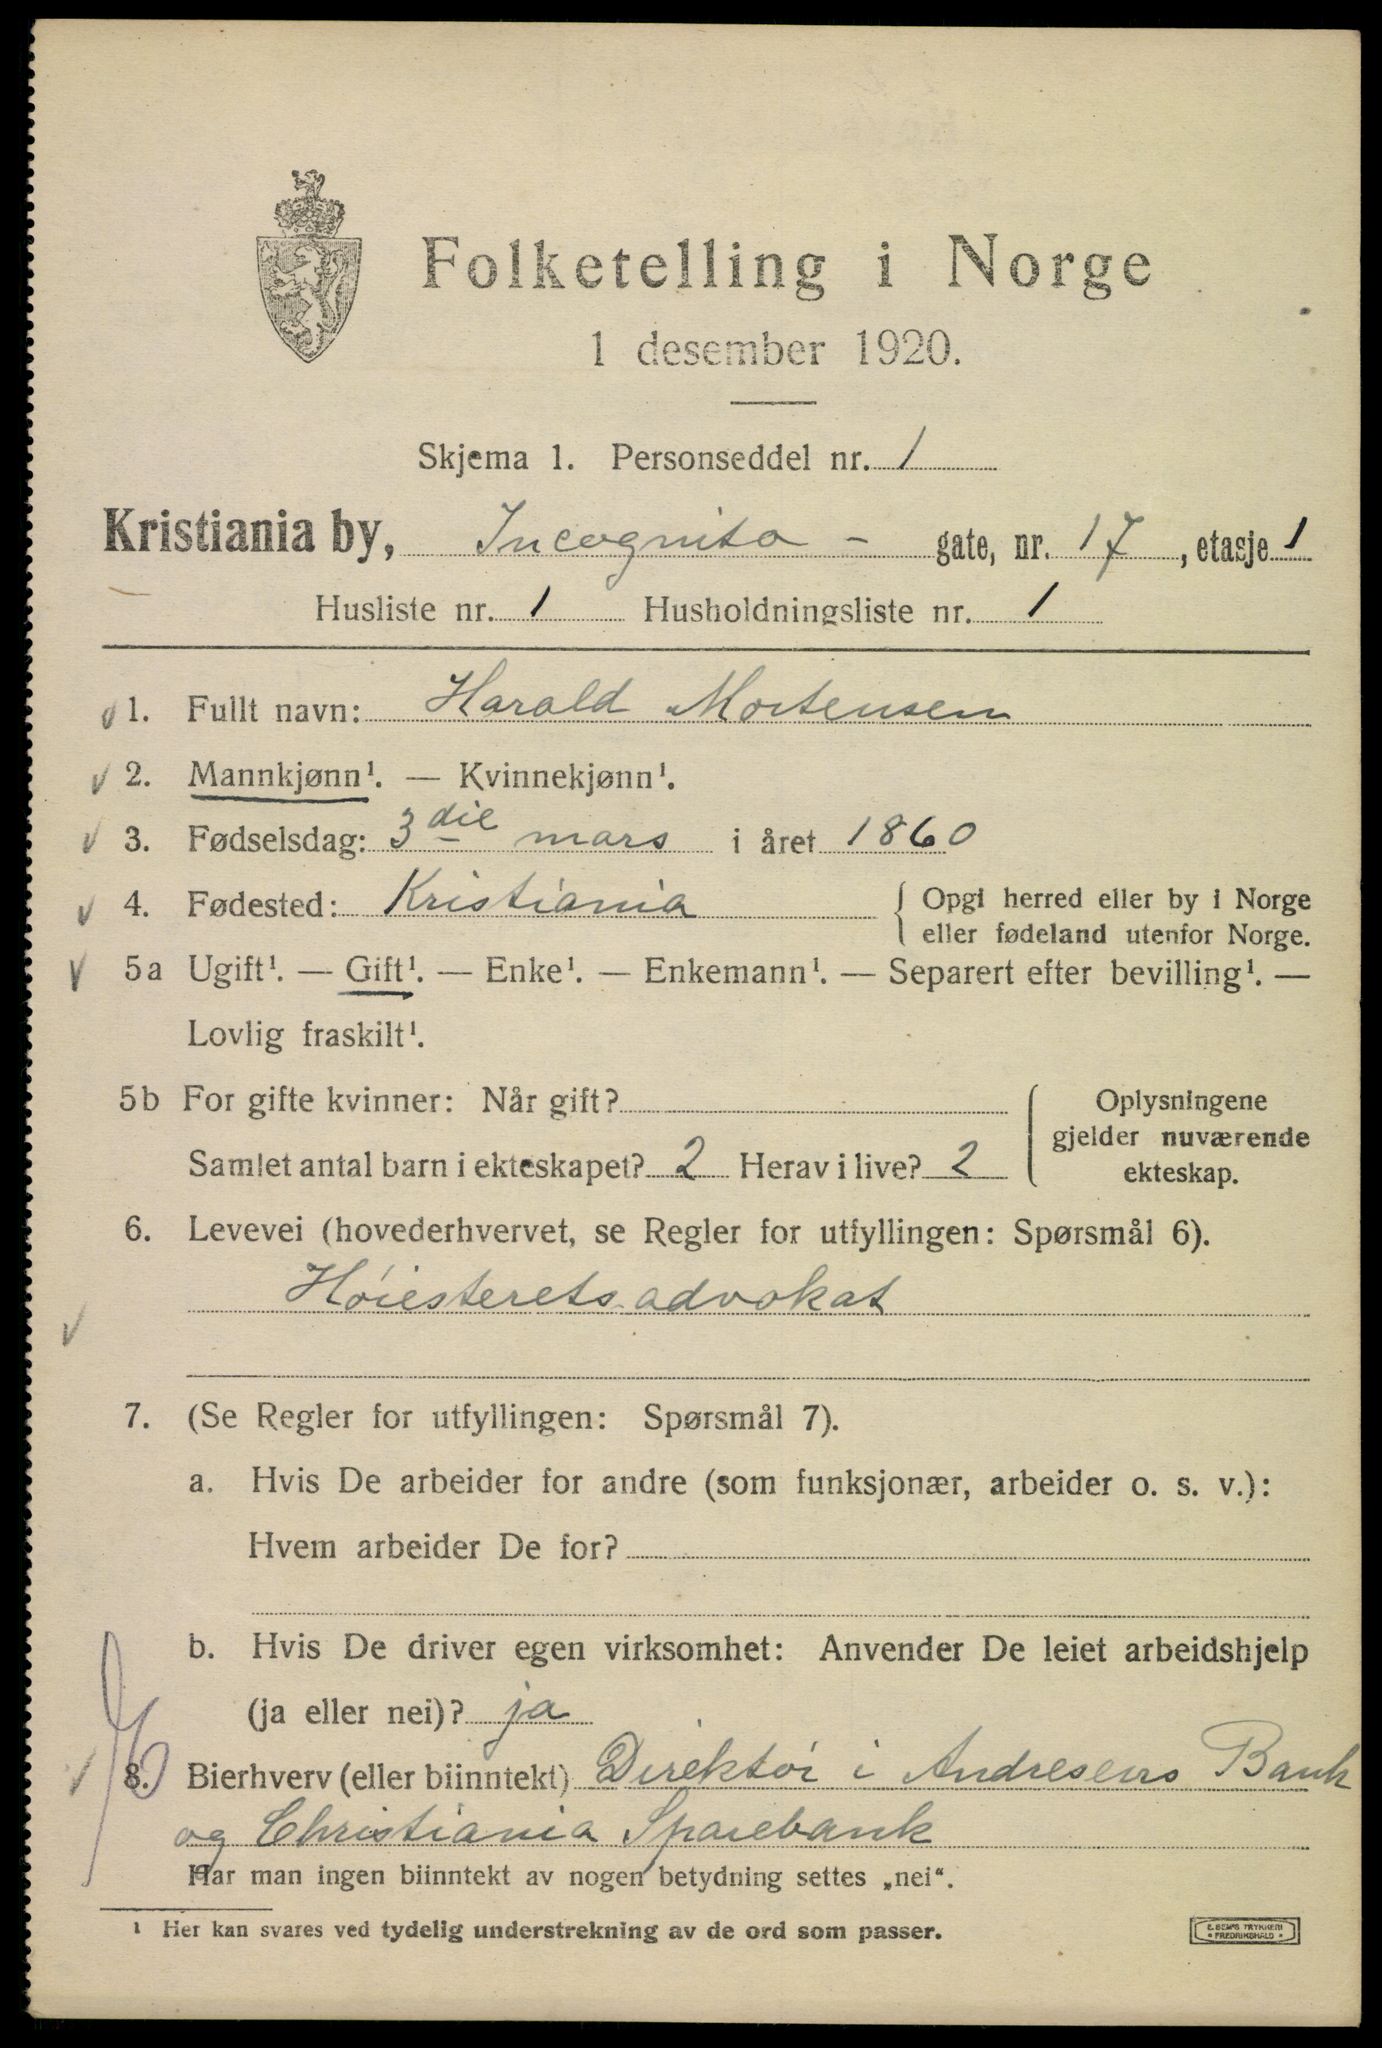 Folketelling i Norge
1 desember 1920.
Skjema 1. Personseddel nr. 1
Kristiania by, Incognito - gate, nr. 17, etasje 1
Husliste nr. 1 Husholdningsliste nr. 1
1. Fullt navn: Harald Mortensen
2. Mannkjønn¹. — Kvinnekjønn¹.
3. Fødselsdag: 3die mars i året 1860
4. Fødested: Kristiania { Opgi herred eller by i Norge
eller fødeland utenfor Norge.
5a Ugift¹. — Gift¹. — Enke¹. — Enkemann¹. — Separert efter bevilling¹. —
Lovlig fraskilt¹.
5b For gifte kvinner: Når gift? { Oplysningene
gjelder nuværende
Samlet antal barn i ekteskapet? 2 Herav i live? 2
ekteskap.
6. Levevei (hovederhvervet, se Regler for utfyllingen: Spørsmål 6).
Høiesteretsadvokat
7. (Se Regler for utfyllingen: Spørsmål 7).
a. Hvis De arbeider for andre (som funksjonær, arbeider o. s. v.):
Hvem arbeider De for?
b. Hvis De driver egen virksomhet: Anvender De leiet arbeidshjelp
(ja eller nei)? ja
8. Bierhverv (eller biinntekt) Direktør i Andresens Bank
og Christiania Sparebank
Har man ingen biinntekt av nogen betydning settes „nei“.
¹ Her kan svares ved tydelig understrekning av de ord som passer.
E. SEM'S TRYKKERI
• FREDRIKSHALD •